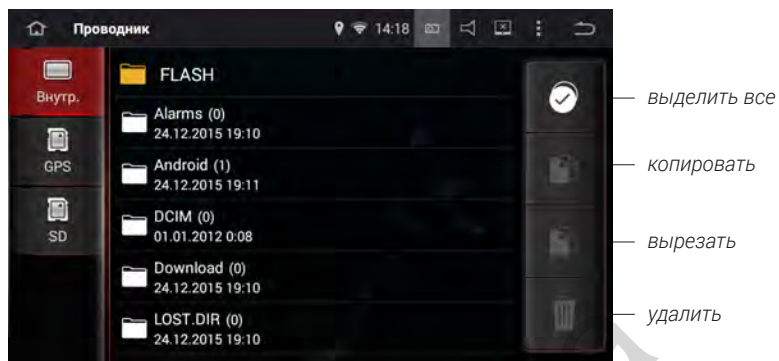 Проводник
14:18
Внутр.
GPS
SD
FLASH
Alarms (0)
24.12.2015 19:10
Android (1)
24.12.2015 19:11
DCIM (0)
01.01.2012 0:08
Download (0)
24.12.2015 19:10
LOST.DIR (0)
24.12.2015 19:10
выделить все
копировать
вырезать
удалить